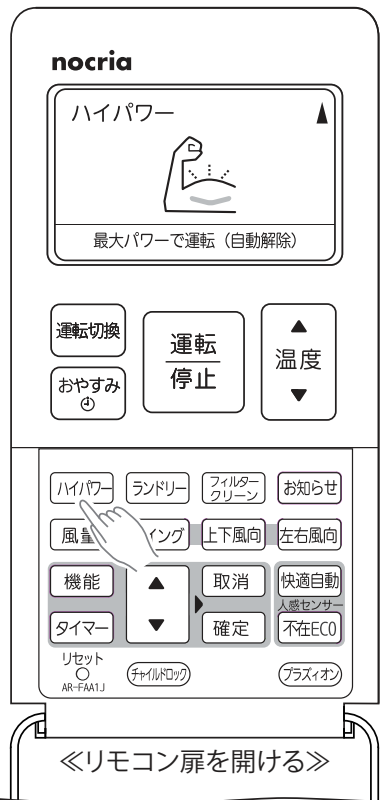 nocria
ハイパワー
最大パワーで運転（自動解除）
運転切換
運転
停止
温度
おやすみ
ハイパワー
ランドリー
フィルター
クリーン
お知らせ
風量
イング
上下風向
左右風向
機能
取消
快適自動
人感センサー
タイマー
確定
不在ECO
リセット
AR-FAA1J
チャイルドロック
プラズィオン
≪リモコン扉を開ける≫